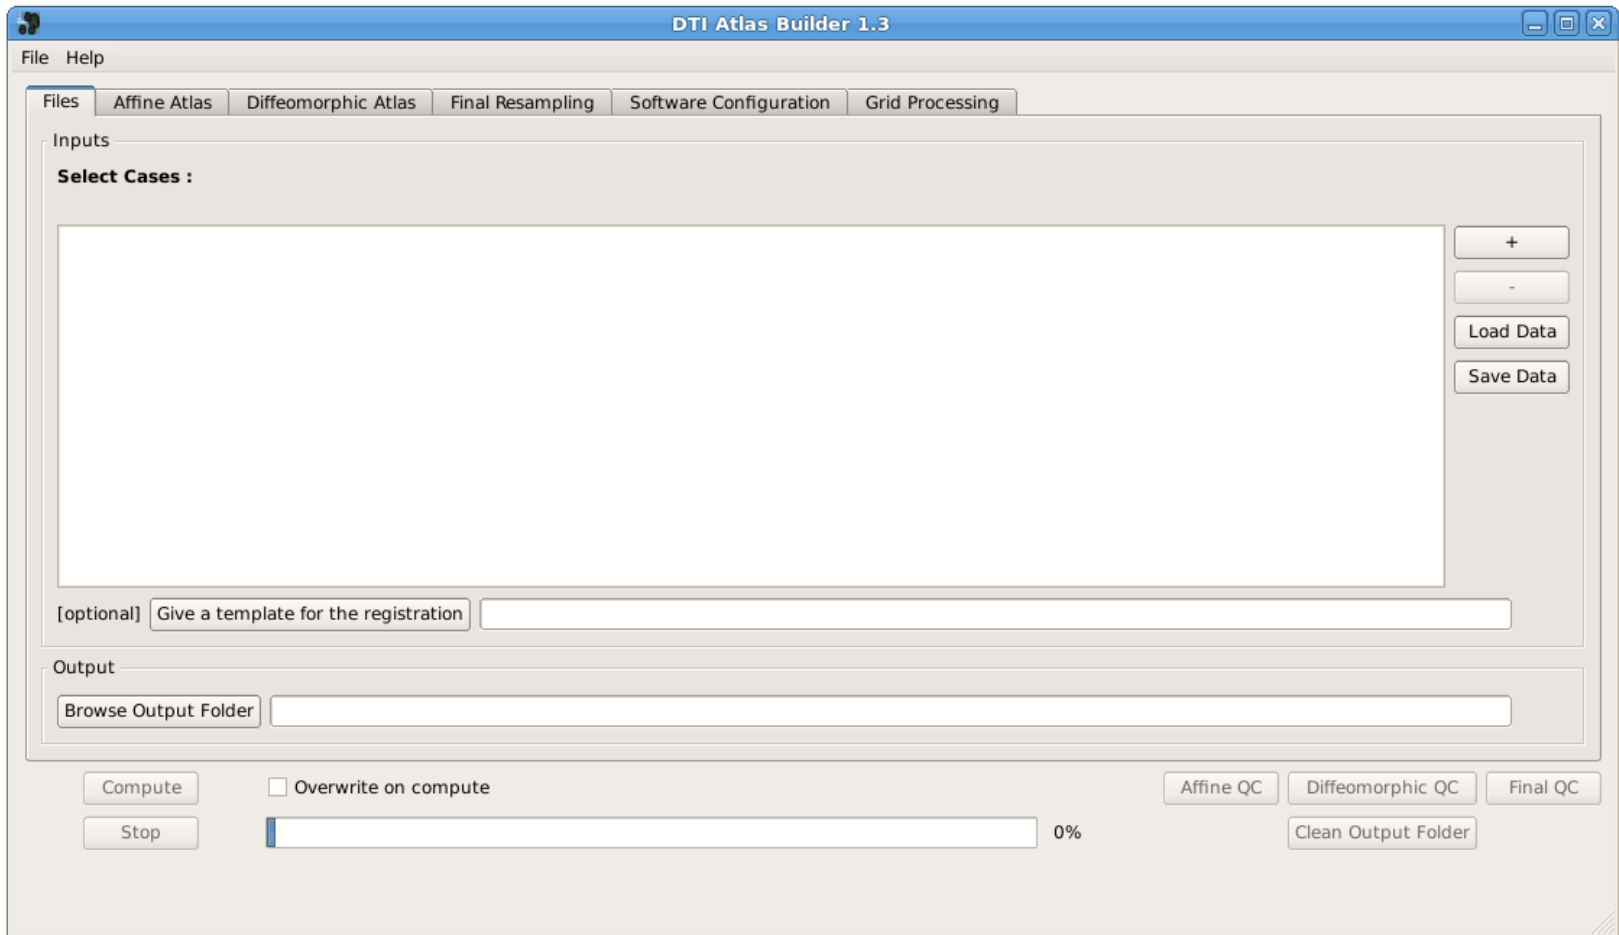 DTI Atlas Builder 1.3
File Help
Files Affine Atlas Diffeomorphic Atlas Final Resampling Software Configuration Grid Processing
Inputs
Select Cases :
+
-
Load Data
Save Data
[optional] Give a template for the registration
Output
Browse Output Folder
Compute Overwrite on compute Affine QC Diffeomorphic QC Final QC
Stop 0% Clean Output Folder